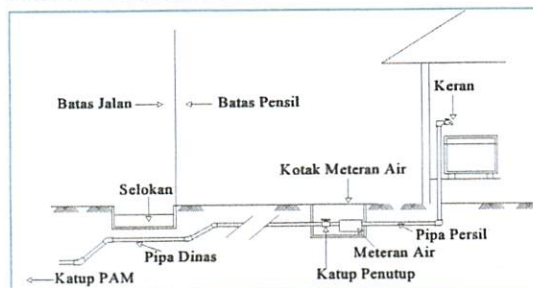 Batas Jalan
Batas Pensil
Keran
Selokan
Kotak Meteran Air
Pipa Dinas
Pipa Persil
Meteran Air
Katup PAM
Katup Penutup